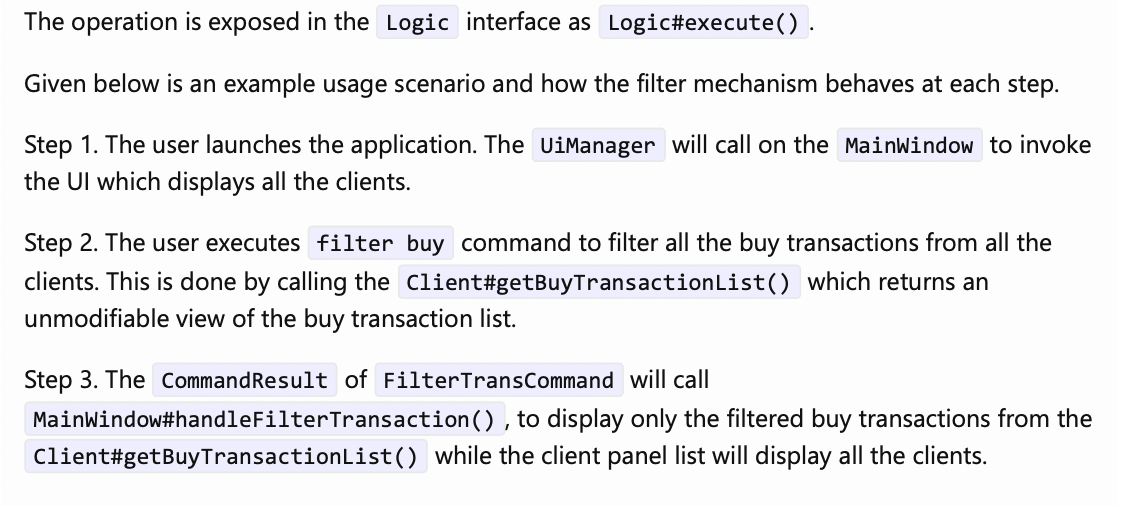 The operation is exposed in the Logic interface as Logic#execute().
Given below is an example usage scenario and how the filter mechanism behaves at each step.
Step 1. The user launches the application. The UiManager will call on the MainWindow to invoke
the UI which displays all the clients.
Step 2. The user executes filter buy command to filter all the buy transactions from all the
clients. This is done by calling the Client#getBuyTransactionList() which returns an
unmodifiable view of the buy transaction list.
Step 3. The CommandResult of FilterTransCommand will call
MainWindow#handleFilterTransaction(), to display only the filtered buy transactions from the
Client#getBuyTransactionList() while the client panel list will display all the clients.